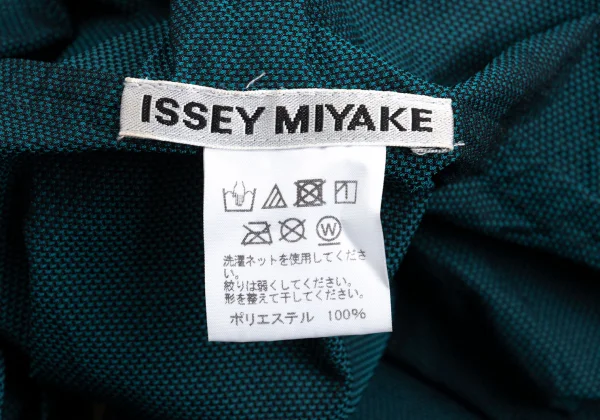 ISSEY MIYAKE
W
洗濯ネットを使用してくださ
い。
絞りは弱くしてください。
形を整えて干してください。
ポリエステル 100%